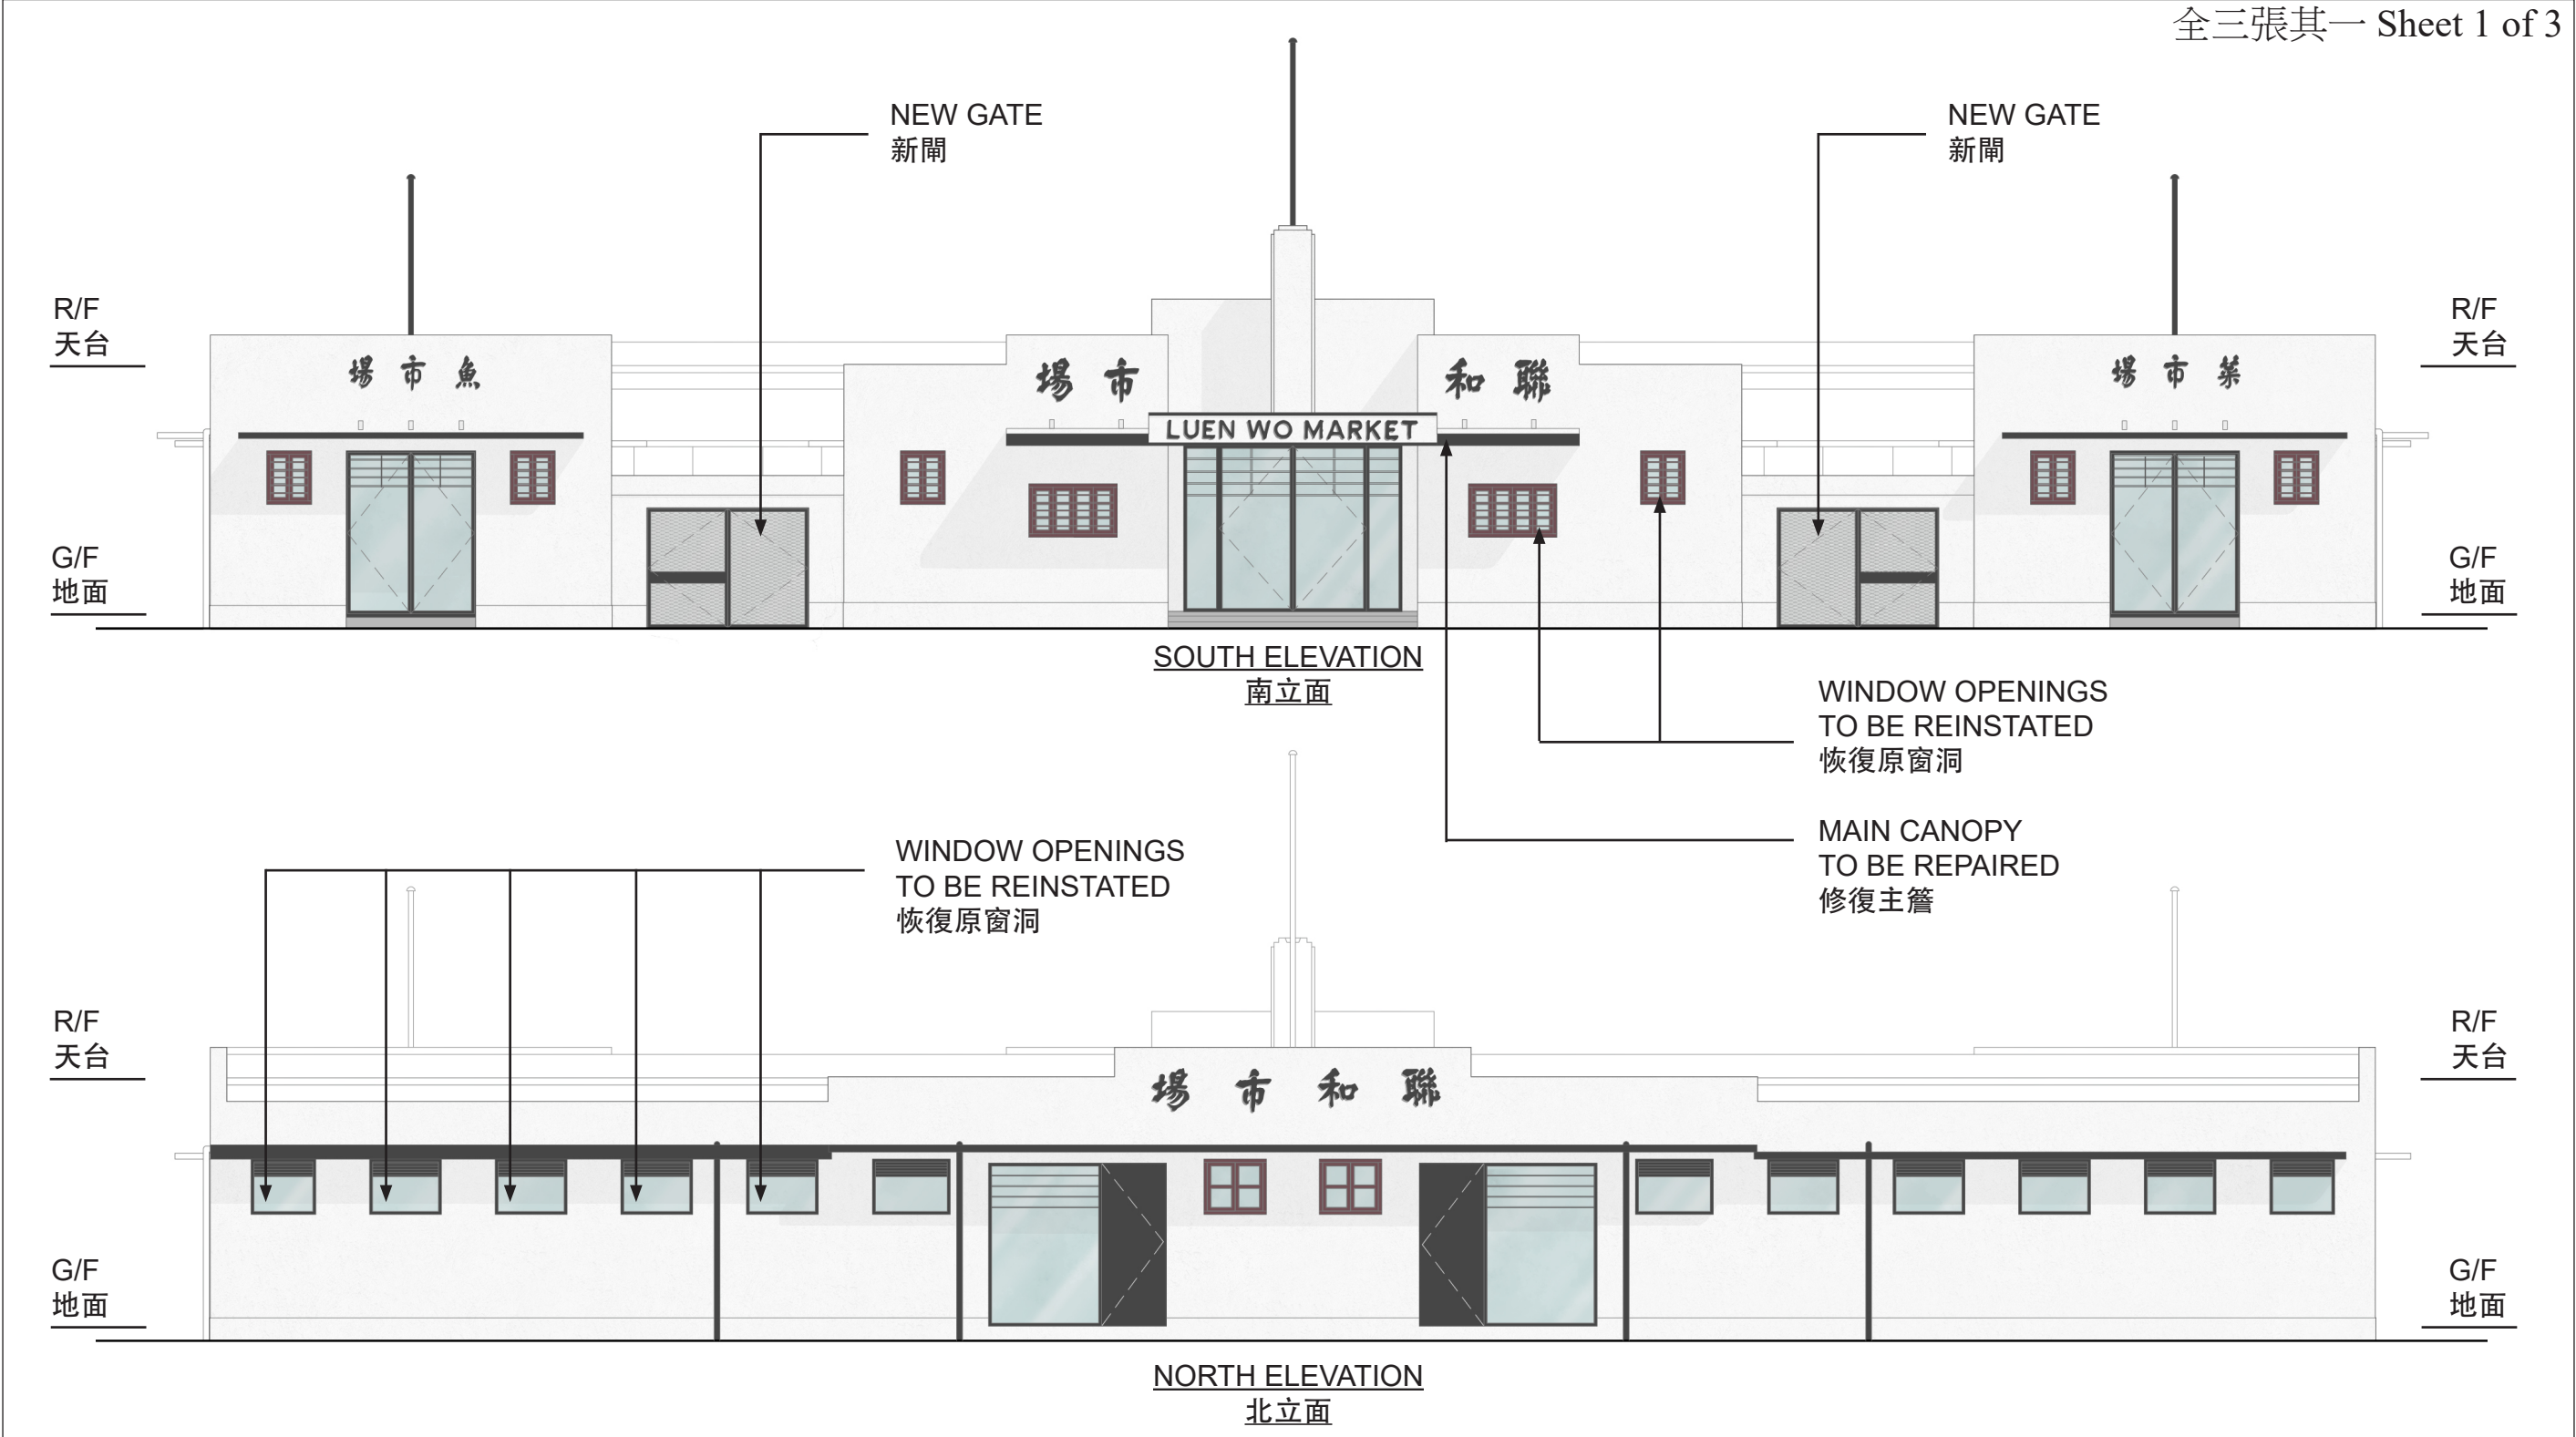 全三張其一 Sheet 1 of 3
NEW GATE
新閘
NEW GATE
新閘
R/F
天台
R/F
天台
魚市場
聯和市場
菜市場
LUEN WO MARKET
G/F
地面
G/F
地面
SOUTH ELEVATION
南立面
WINDOW OPENINGS
TO BE REINSTATED
恢復原窗洞
MAIN CANOPY
TO BE REPAIRED
修復主簷
WINDOW OPENINGS
TO BE REINSTATED
恢復原窗洞
R/F
天台
R/F
天台
聯和市場
G/F
地面
G/F
地面
NORTH ELEVATION
北立面